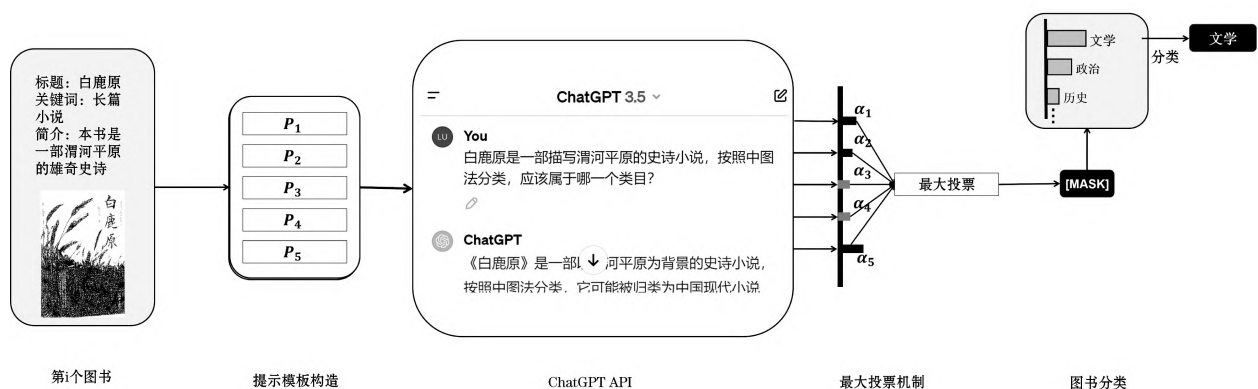 标题：白鹿原
关键词：长篇
小说
简介：本书是
一部渭河平原
的雄奇史诗
白鹿原
第i个图书
P1
P2
P3
P4
P5
提示模板构造
ChatGPT 3.5
LU
You
白鹿原是一部描写渭河平原的史诗小说，按照中图
法分类，应该属于哪一个类目？
ChatGPT
《白鹿原》是一部 河平原为背景的史诗小说，
按照中图法分类，它可能被归类为中国现代小说
ChatGPT API
α1
α2
α3
α4
α5
最大投票
最大投票机制
[MASK]
文学
政治
历史
⋮
分类
文学
图书分类